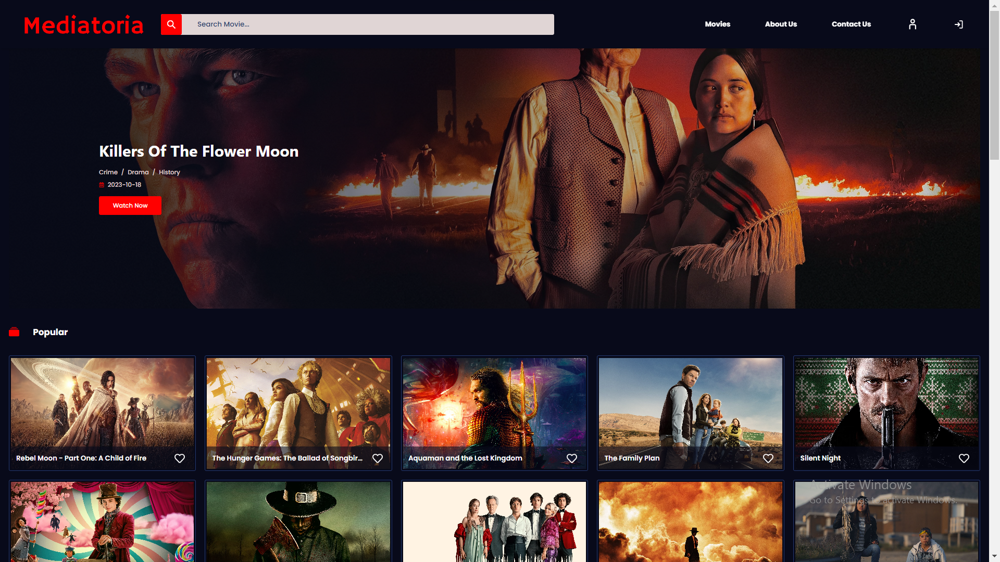 Mediatoria
Search Movie...
Movies
About Us
Contact Us
Killers Of The Flower Moon
Crime / Drama / History
2023-10-18
Watch Now
Popular
Rebel Moon - Part One: A Child of Fire
The Hunger Games: The Ballad of Songbir...
Aquaman and the Lost Kingdom
The Family Plan
Silent Night
Activate Windows
Go to Settings to activate Windows.